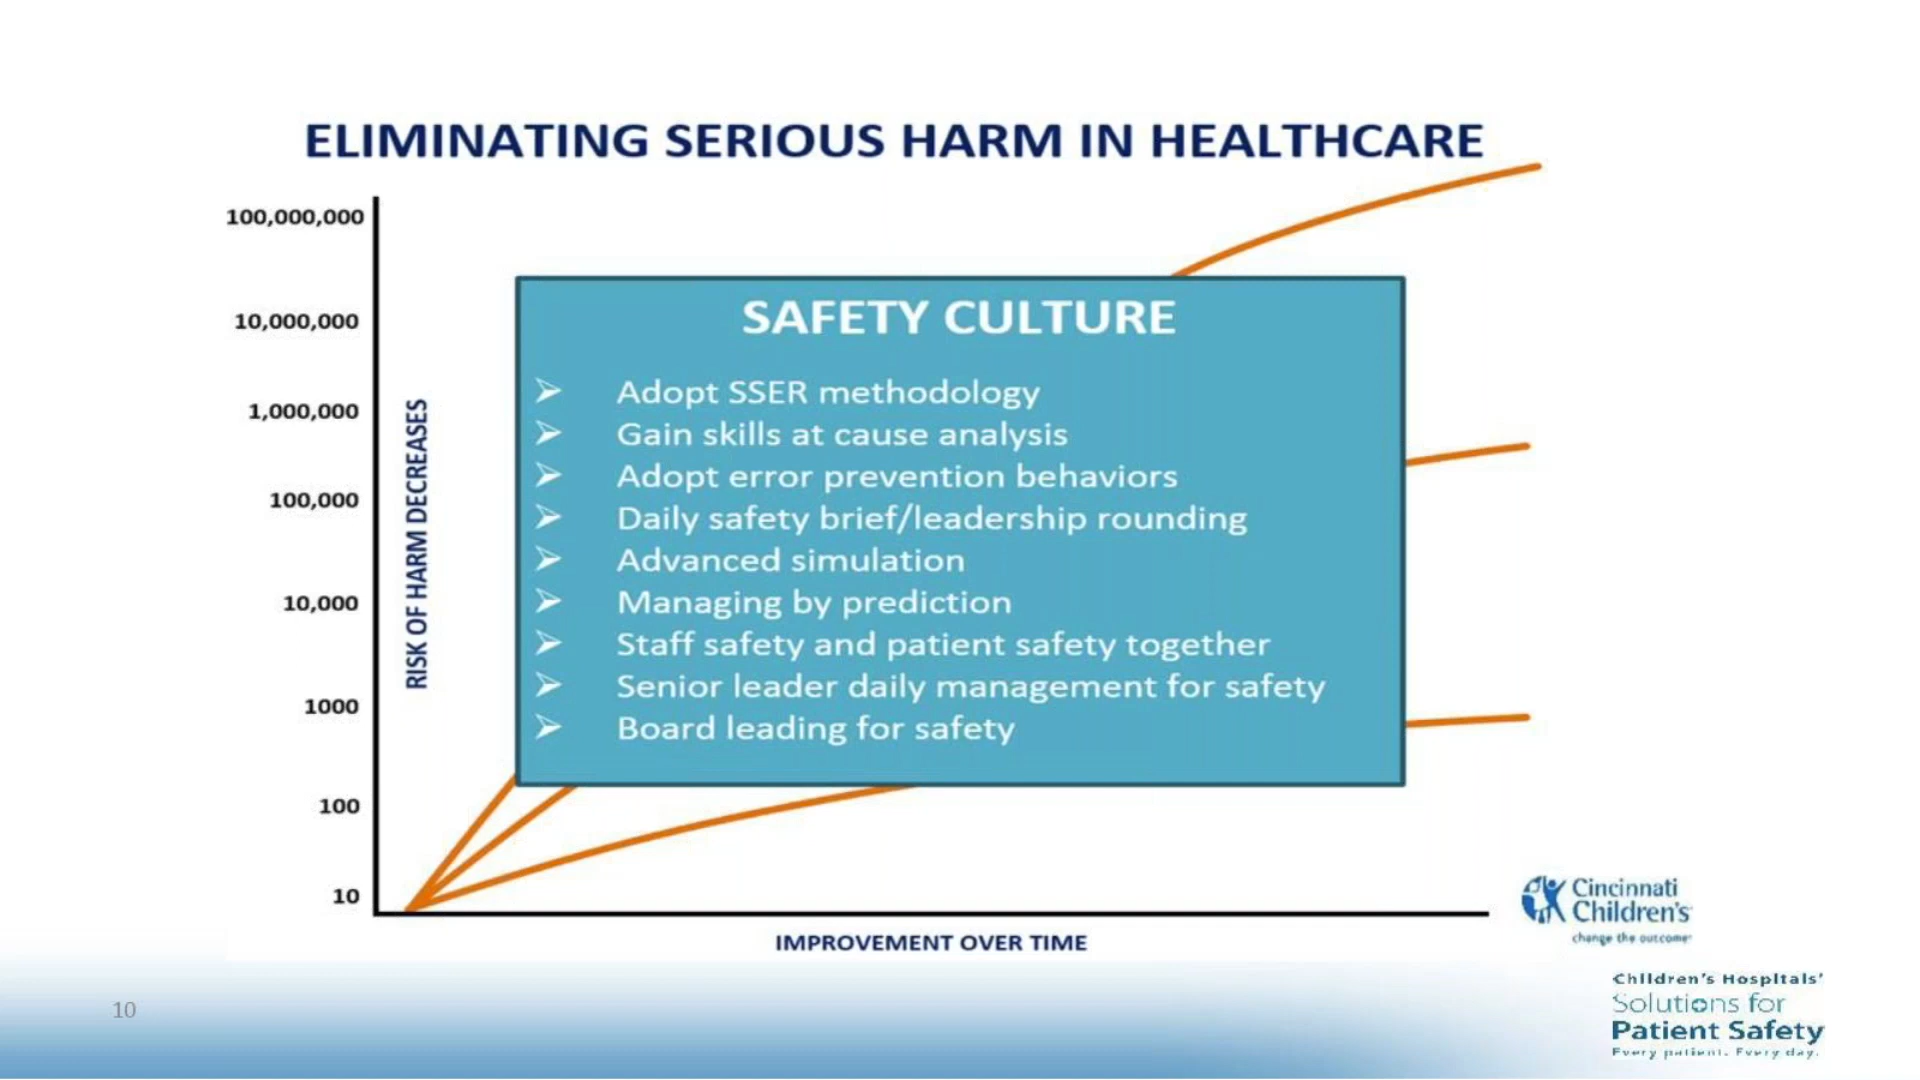 ELIMINATING SERIOUS HARM IN HEALTHCARE
100,000,000
10,000,000
1,000,000
100,000
10,000
1000
100
10
RISK OF HARM DECREASES
SAFETY CULTURE
➢ Adopt SSER methodology
➢ Gain skills at cause analysis
➢ Adopt error prevention behaviors
➢ Daily safety brief/leadership rounding
➢ Advanced simulation
➢ Managing by prediction
➢ Staff safety and patient safety together
➢ Senior leader daily management for safety
➢ Board leading for safety
IMPROVEMENT OVER TIME
Cincinnati
Children's
change the outcome
Children's Hospitals'
Solutions for
Patient Safety
Every patient. Every day.
10